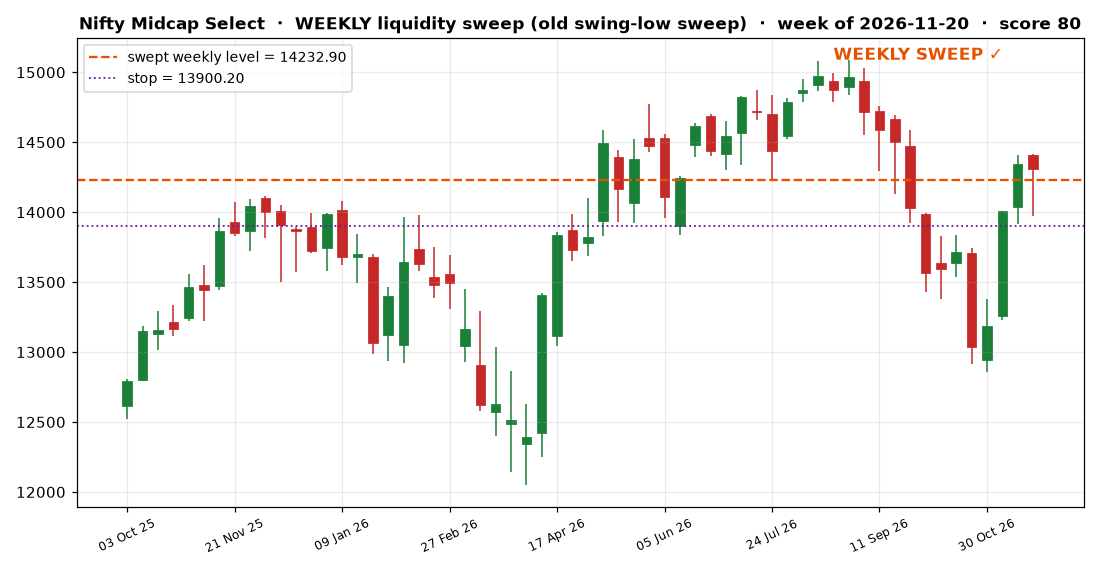 Nifty Midcap Select · WEEKLY liquidity sweep (old swing-low sweep) · week of 2026-11-20 · score 80
swept weekly level = 14232.90
stop = 13900.20
WEEKLY SWEEP ✓
15000
14500
14000
13500
13000
12500
12000
03 Oct 25
21 Nov 25
09 Jan 26
27 Feb 26
17 Apr 26
05 Jun 26
24 Jul 26
11 Sep 26
30 Oct 26